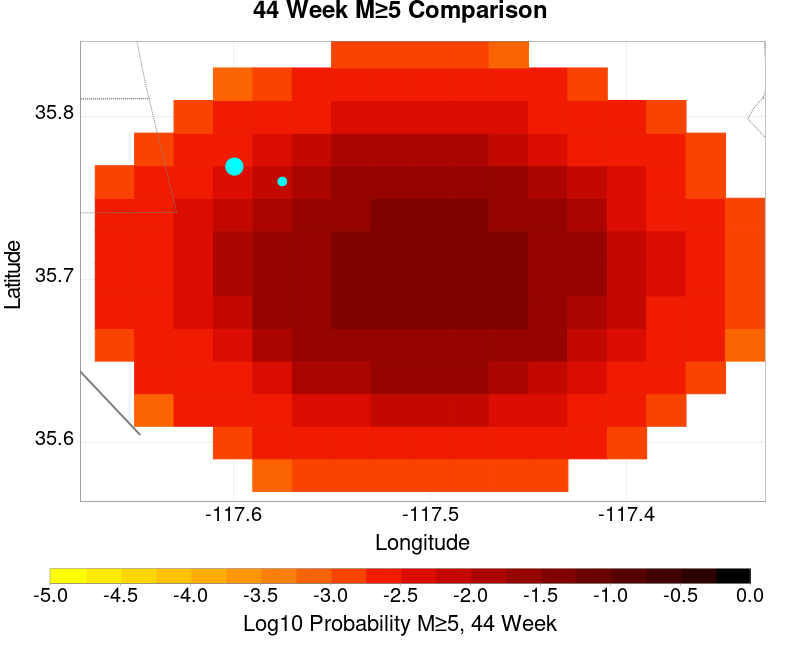 44 Week M≥5 Comparison
35.8
35.7
35.6
Latitude
-117.6 -117.5 -117.4
Longitude
-5.0 -4.5 -4.0 -3.5 -3.0 -2.5 -2.0 -1.5 -1.0 -0.5 0.0
Log10 Probability M≥5, 44 Week